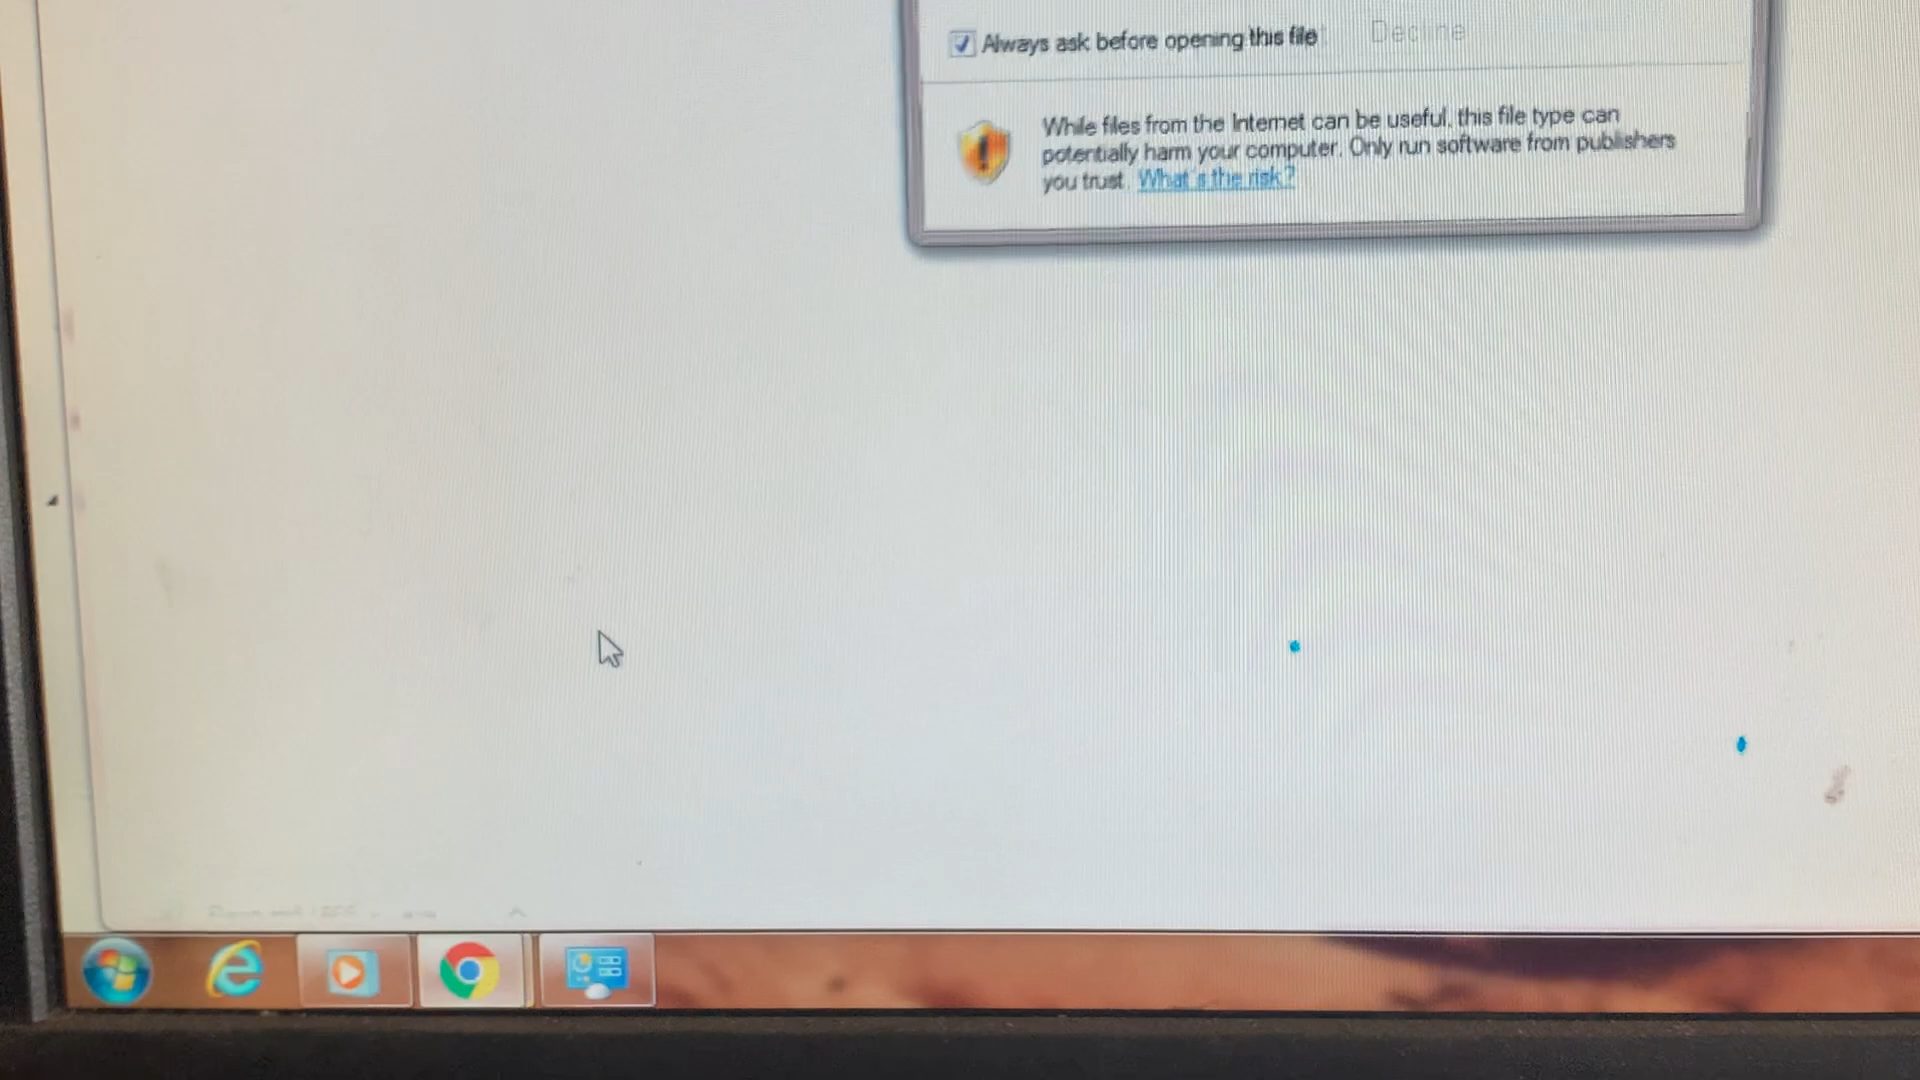 Always ask before opening this file
Decline
While files from the Internet can be useful, this file type can
potentially harm your computer. Only run software from publishers
you trust. What's the risk?